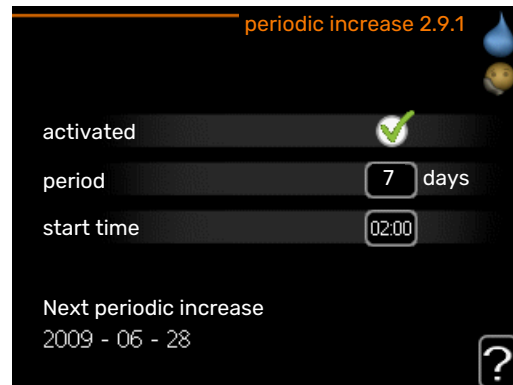 periodic increase 2.9.1
activated
period 7 days
start time 02:00
Next periodic increase
2009 - 06 - 28
?